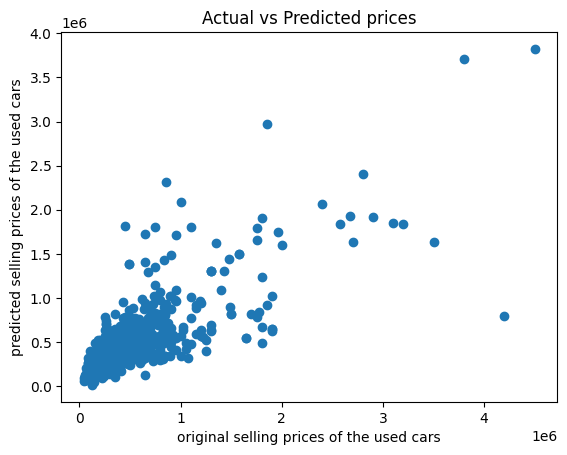 Actual vs Predicted prices
1e6
4.0
3.5
3.0
2.5
2.0
1.5
1.0
0.5
0.0
predicted selling prices of the used cars
0 1 2 3 4
1e6
original selling prices of the used cars